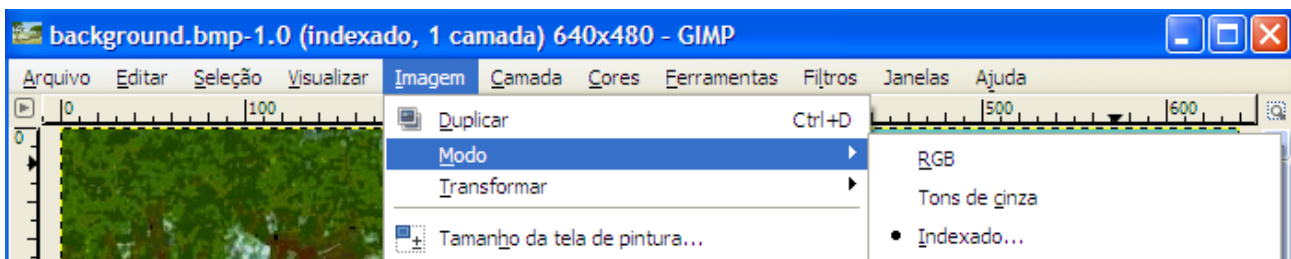 background.bmp-1.0 (indexado, 1 camada) 640x480 - GIMP
Arquivo Editar Seleção Visualizar Imagem Camada Cores Ferramentas Filtros Janelas Ajuda
0 100 500 600
0
Duplicar Ctrl+D
Modo
RGB
Transformar
Tons de cinza
Tamanho da tela de pintura...
Indexado...